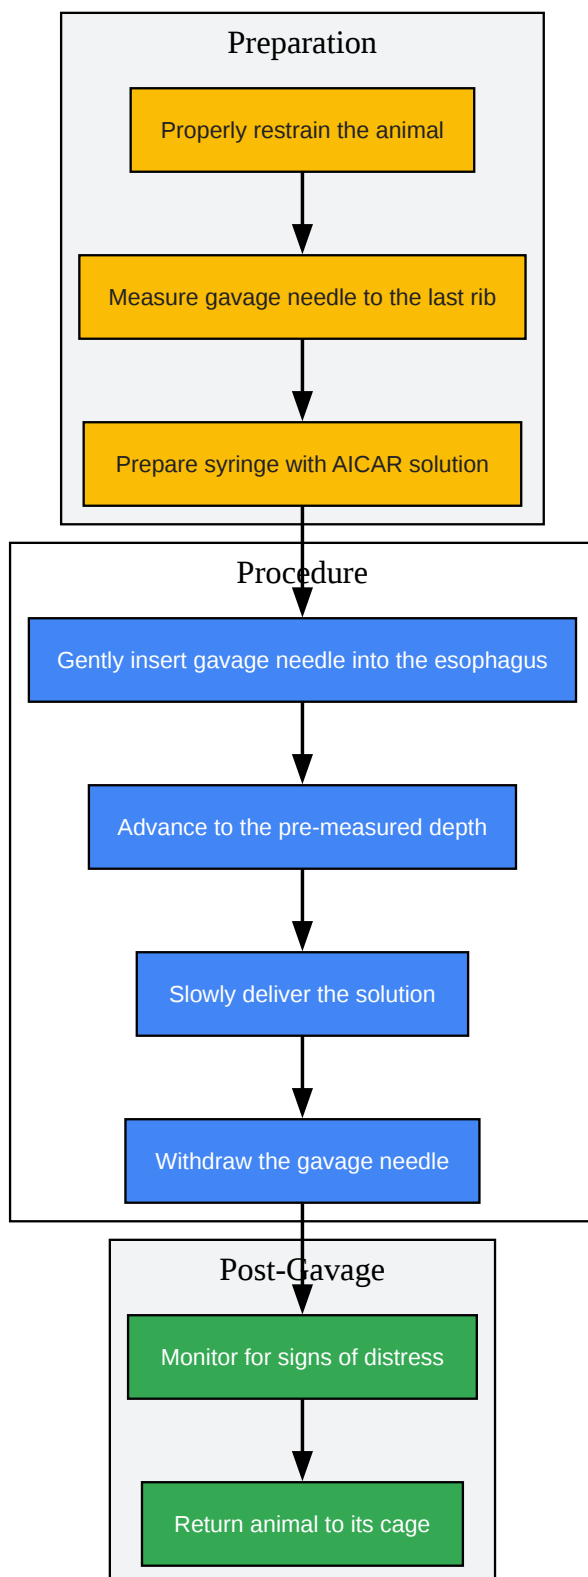 Preparation
Properly restrain the animal
Measure gavage needle to the last rib
Prepare syringe with AICAR solution
Procedure
Gently insert gavage needle into the esophagus
Advance to the pre-measured depth
Slowly deliver the solution
Withdraw the gavage needle
Post-Gavage
Monitor for signs of distress
Return animal to its cage